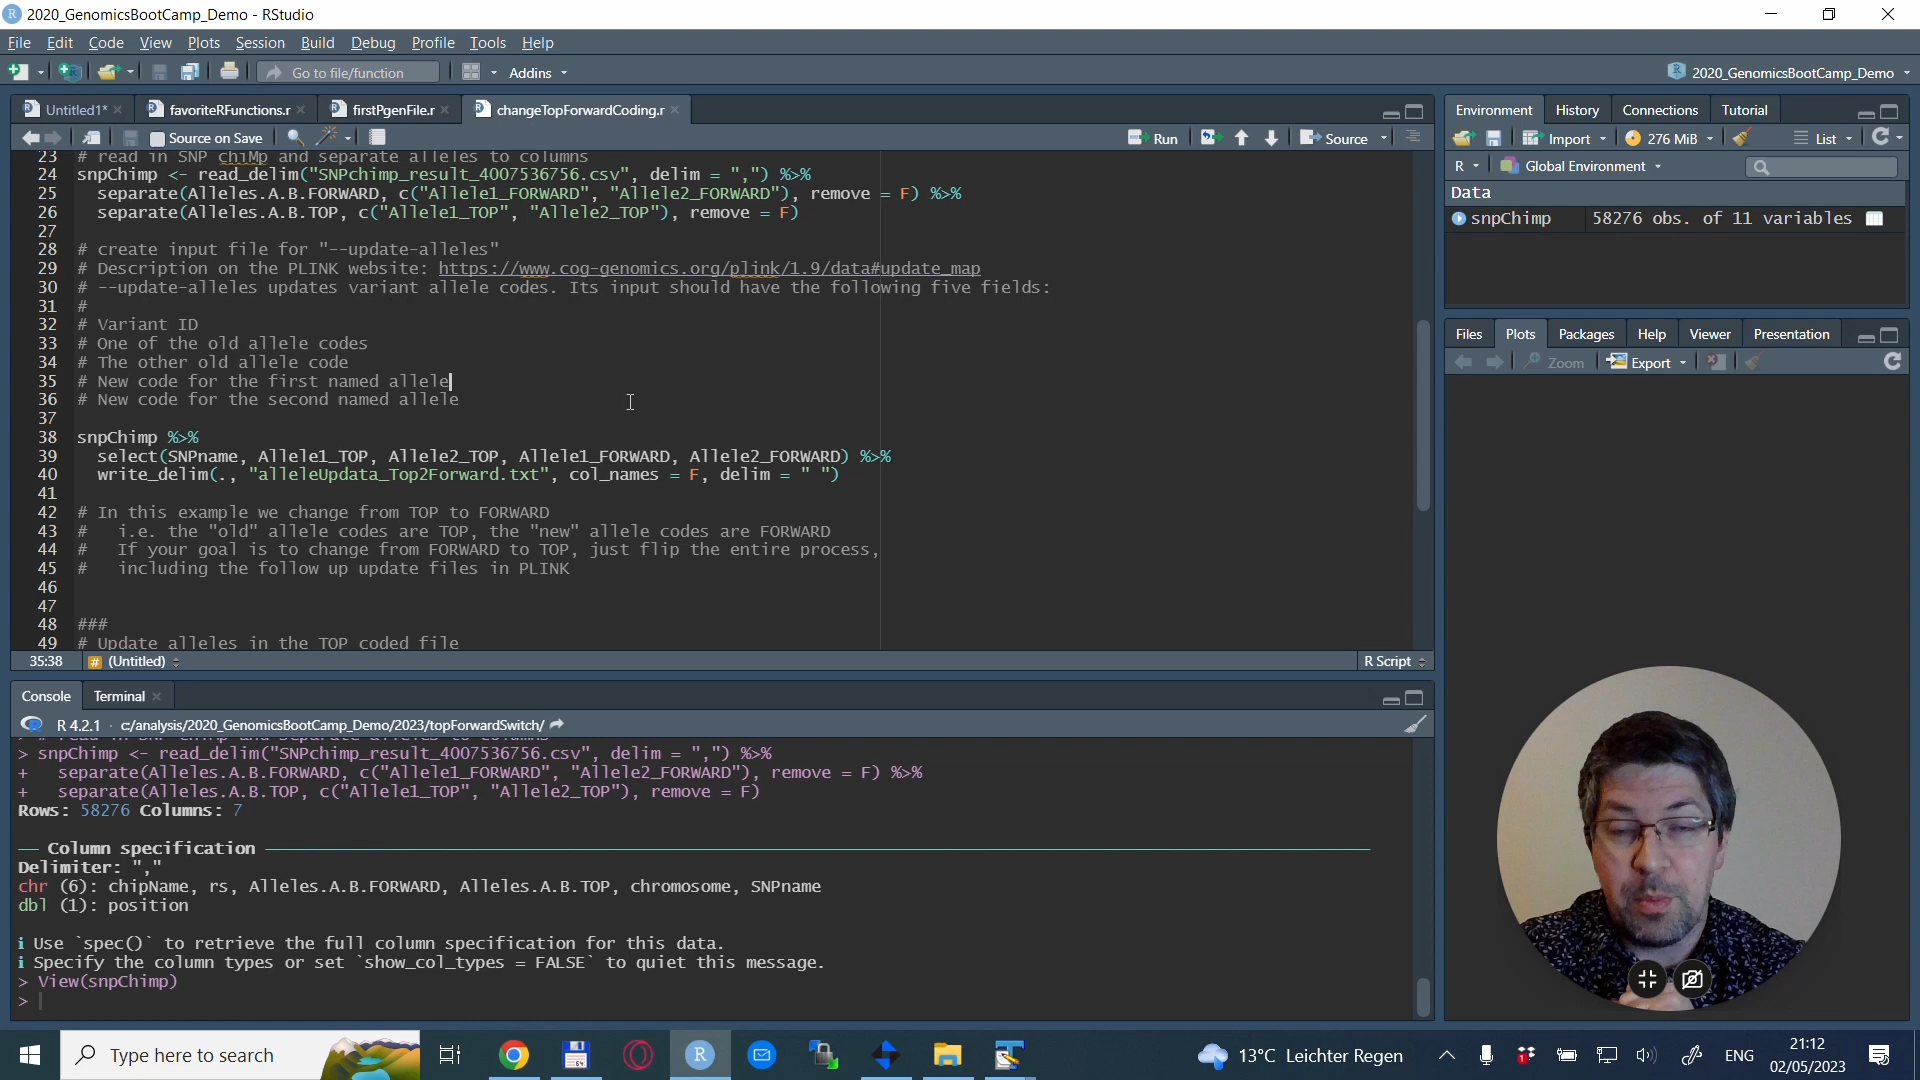 2020_GenomicsBootCamp_Demo - RStudio
File Edit Code View Plots Session Build Debug Profile Tools Help
Go to file/function Addins 2020_GenomicsBootCamp_Demo
Untitled1* favoriteRFunctions.r firstPgenFile.r changeTopForwardCoding.r
Source on Save Run Source
23 # read in SNP chiMp and separate alleles to columns
24 snpChimp <- read_delim("SNPchimp_result_4007536756.csv", delim = ",") %>%
25 separate(Alleles.A.B.FORWARD, c("Allele1_FORWARD", "Allele2_FORWARD"), remove = F) %>%
26 separate(Alleles.A.B.TOP, c("Allele1_TOP", "Allele2_TOP"), remove = F)
27
28 # create input file for "--update-alleles"
29 # Description on the PLINK website: https://www.cog-genomics.org/plink/1.9/data#update_map
30 # --update-alleles updates variant allele codes. Its input should have the following five fields:
31 #
32 # Variant ID
33 # One of the old allele codes
34 # The other old allele code
35 # New code for the first named allele
36 # New code for the second named allele
37
38 snpChimp %>%
39 select(SNPname, Allele1_TOP, Allele2_TOP, Allele1_FORWARD, Allele2_FORWARD) %>%
40 write_delim(., "alleleUpdata_Top2Forward.txt", col_names = F, delim = " ")
41
42 # In this example we change from TOP to FORWARD
43 # i.e. the "old" allele codes are TOP, the "new" allele codes are FORWARD
44 # If your goal is to change from FORWARD to TOP, just flip the entire process,
45 # including the follow up update files in PLINK
46
47
48 ###
49 # Update alleles in the TOP coded file
35:38 # (Untitled) R Script
Console Terminal
R 4.2.1 · c:/analysis/2020_GenomicsBootCamp_Demo/2023/topForwardSwitch/
> snpChimp <- read_delim("SNPchimp_result_4007536756.csv", delim = ",") %>%
+ separate(Alleles.A.B.FORWARD, c("Allele1_FORWARD", "Allele2_FORWARD"), remove = F) %>%
+ separate(Alleles.A.B.TOP, c("Allele1_TOP", "Allele2_TOP"), remove = F)
Rows: 58276 Columns: 7
── Column specification ──
Delimiter: ","
chr (6): chipName, rs, Alleles.A.B.FORWARD, Alleles.A.B.TOP, chromosome, SNPname
dbl (1): position
i Use `spec()` to retrieve the full column specification for this data.
i Specify the column types or set `show_col_types = FALSE` to quiet this message.
> View(snpChimp)
>
Environment History Connections Tutorial
Import 276 MiB List
R Global Environment
Data
snpChimp 58276 obs. of 11 variables
Files Plots Packages Help Viewer Presentation
Zoom Export
Type here to search
13°C Leichter Regen ENG
21:12
02/05/2023